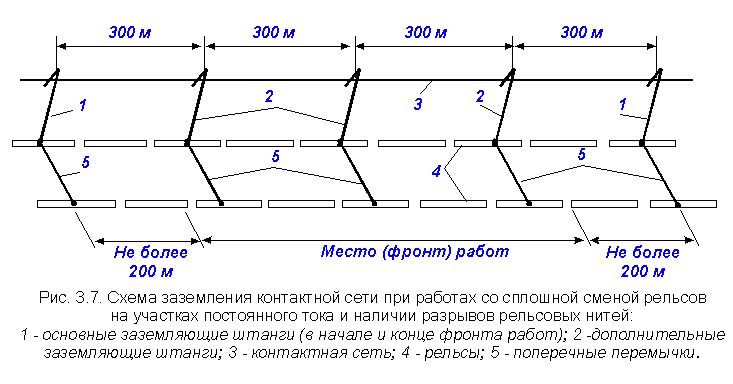 300 м 300 м 300 м 300 м
1 2 3 2 1
5 5 4 5
Не более Место (фронт) работ Не более
200 м 200 м
Рис. 3.7. Схема заземления контактной сети при работах со сплошной сменой рельсов
на участках постоянного тока и наличии разрывов рельсовых нитей:
1 - основные заземляющие штанги (в начале и конце фронта работ); 2 -дополнительные
заземляющие штанги; 3 - контактная сеть; 4 - рельсы; 5 - поперечные перемычки.